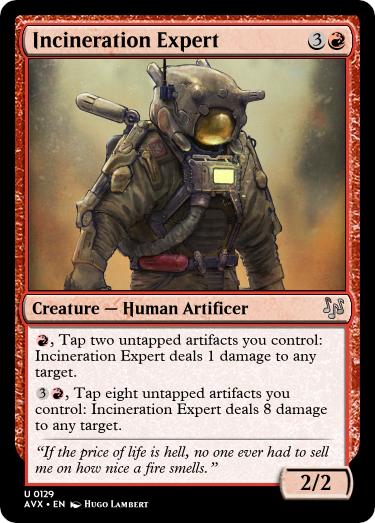 Incineration Expert 3
Creature — Human Artificer
, Tap two untapped artifacts you control:
Incineration Expert deals 1 damage to any
target.
3 , Tap eight untapped artifacts you
control: Incineration Expert deals 8 damage
to any target.
“If the price of life is hell, no one ever had to sell
me on how nice a fire smells.”
2/2
U 0129
AVX • EN Hugo Lambert